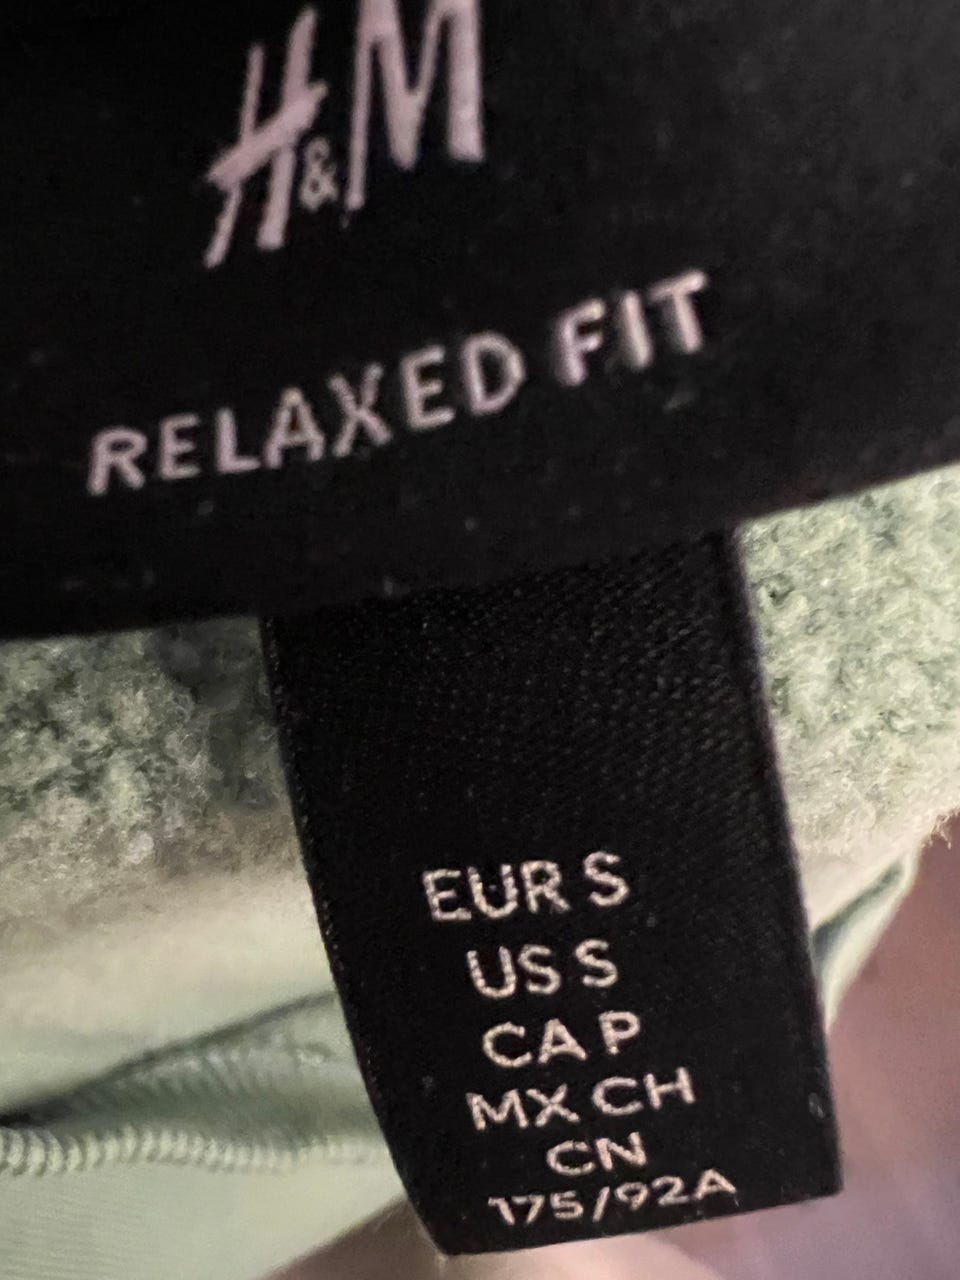 H&M
RELAXED FIT
EUR S
US S
CA P
MX CH
CN
175/92A